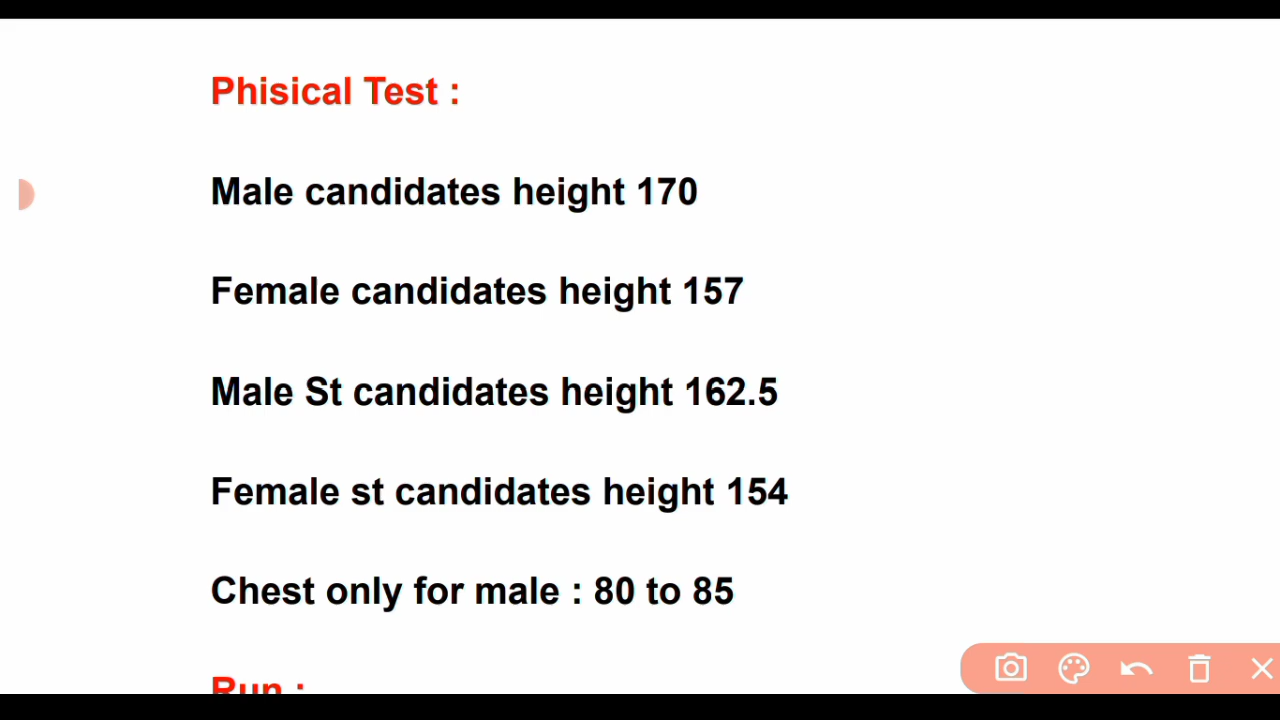 Phisical Test :
Male candidates height 170
Female candidates height 157
Male St candidates height 162.5
Female st candidates height 154
Chest only for male : 80 to 85
Run :